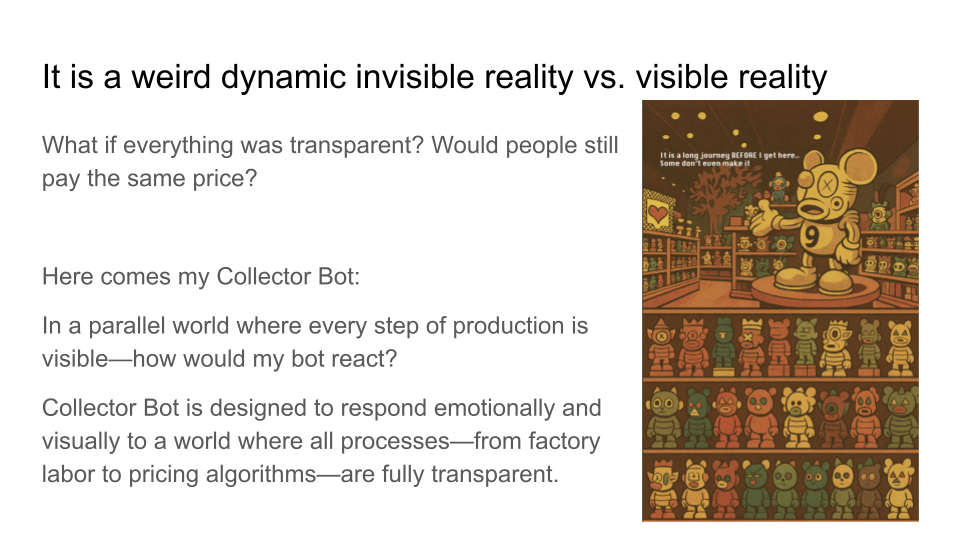 It is a weird dynamic invisible reality vs. visible reality
What if everything was transparent? Would people still
pay the same price?
It is a long journey BEFORE I get here..
Some don't even make it
9
Here comes my Collector Bot:
In a parallel world where every step of production is
visible—how would my bot react?
Collector Bot is designed to respond emotionally and
visually to a world where all processes—from factory
labor to pricing algorithms—are fully transparent.